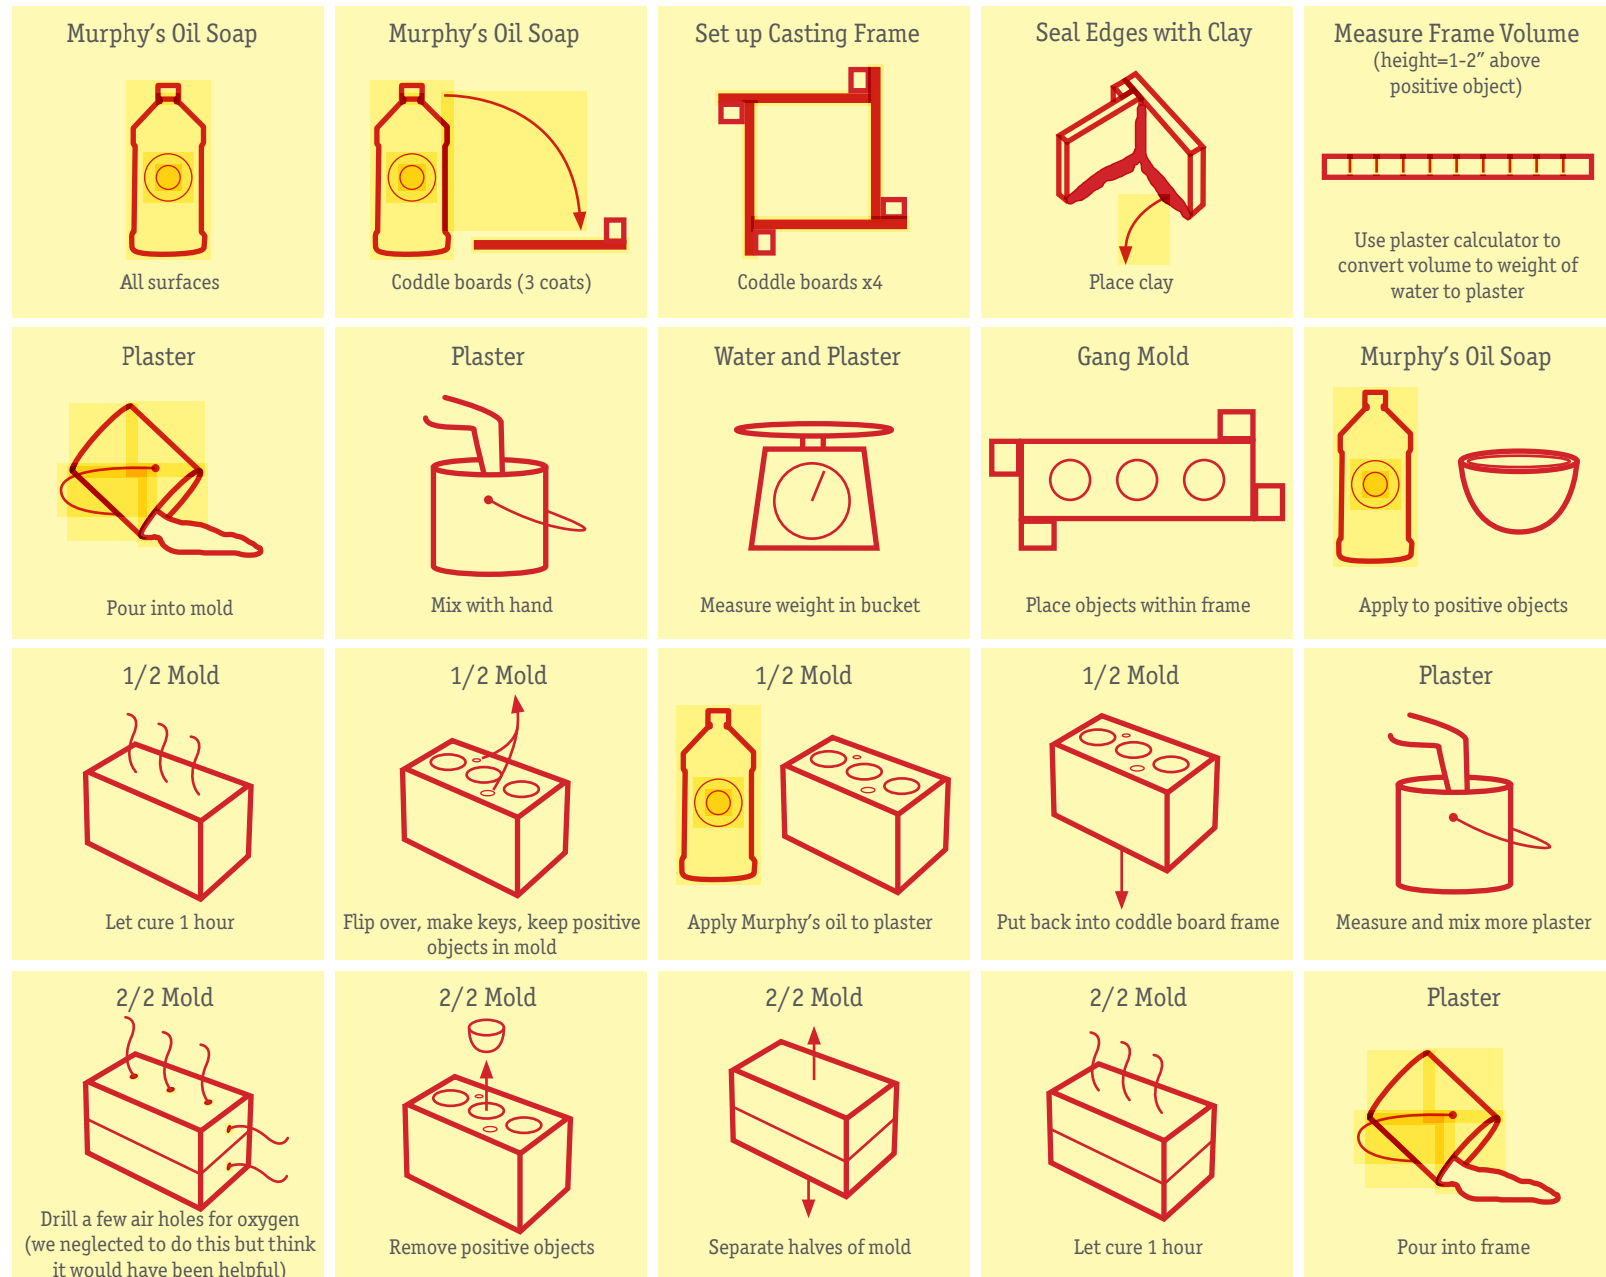 Murphy's Oil Soap
All surfaces
Murphy's Oil Soap
Coddle boards (3 coats)
Set up Casting Frame
Coddle boards x4
Seal Edges with Clay
Place clay
Measure Frame Volume
(height=1-2" above
positive object)
Use plaster calculator to
convert volume to weight of
water to plaster
Plaster
Pour into mold
Plaster
Mix with hand
Water and Plaster
Measure weight in bucket
Gang Mold
Place objects within frame
Murphy's Oil Soap
Apply to positive objects
1/2 Mold
Let cure 1 hour
1/2 Mold
Flip over, make keys, keep positive
objects in mold
1/2 Mold
Apply Murphy's oil to plaster
1/2 Mold
Put back into coddle board frame
Plaster
Measure and mix more plaster
2/2 Mold
Drill a few air holes for oxygen
(we neglected to do this but think
it would have been helpful)
2/2 Mold
Remove positive objects
2/2 Mold
Separate halves of mold
2/2 Mold
Let cure 1 hour
Plaster
Pour into frame